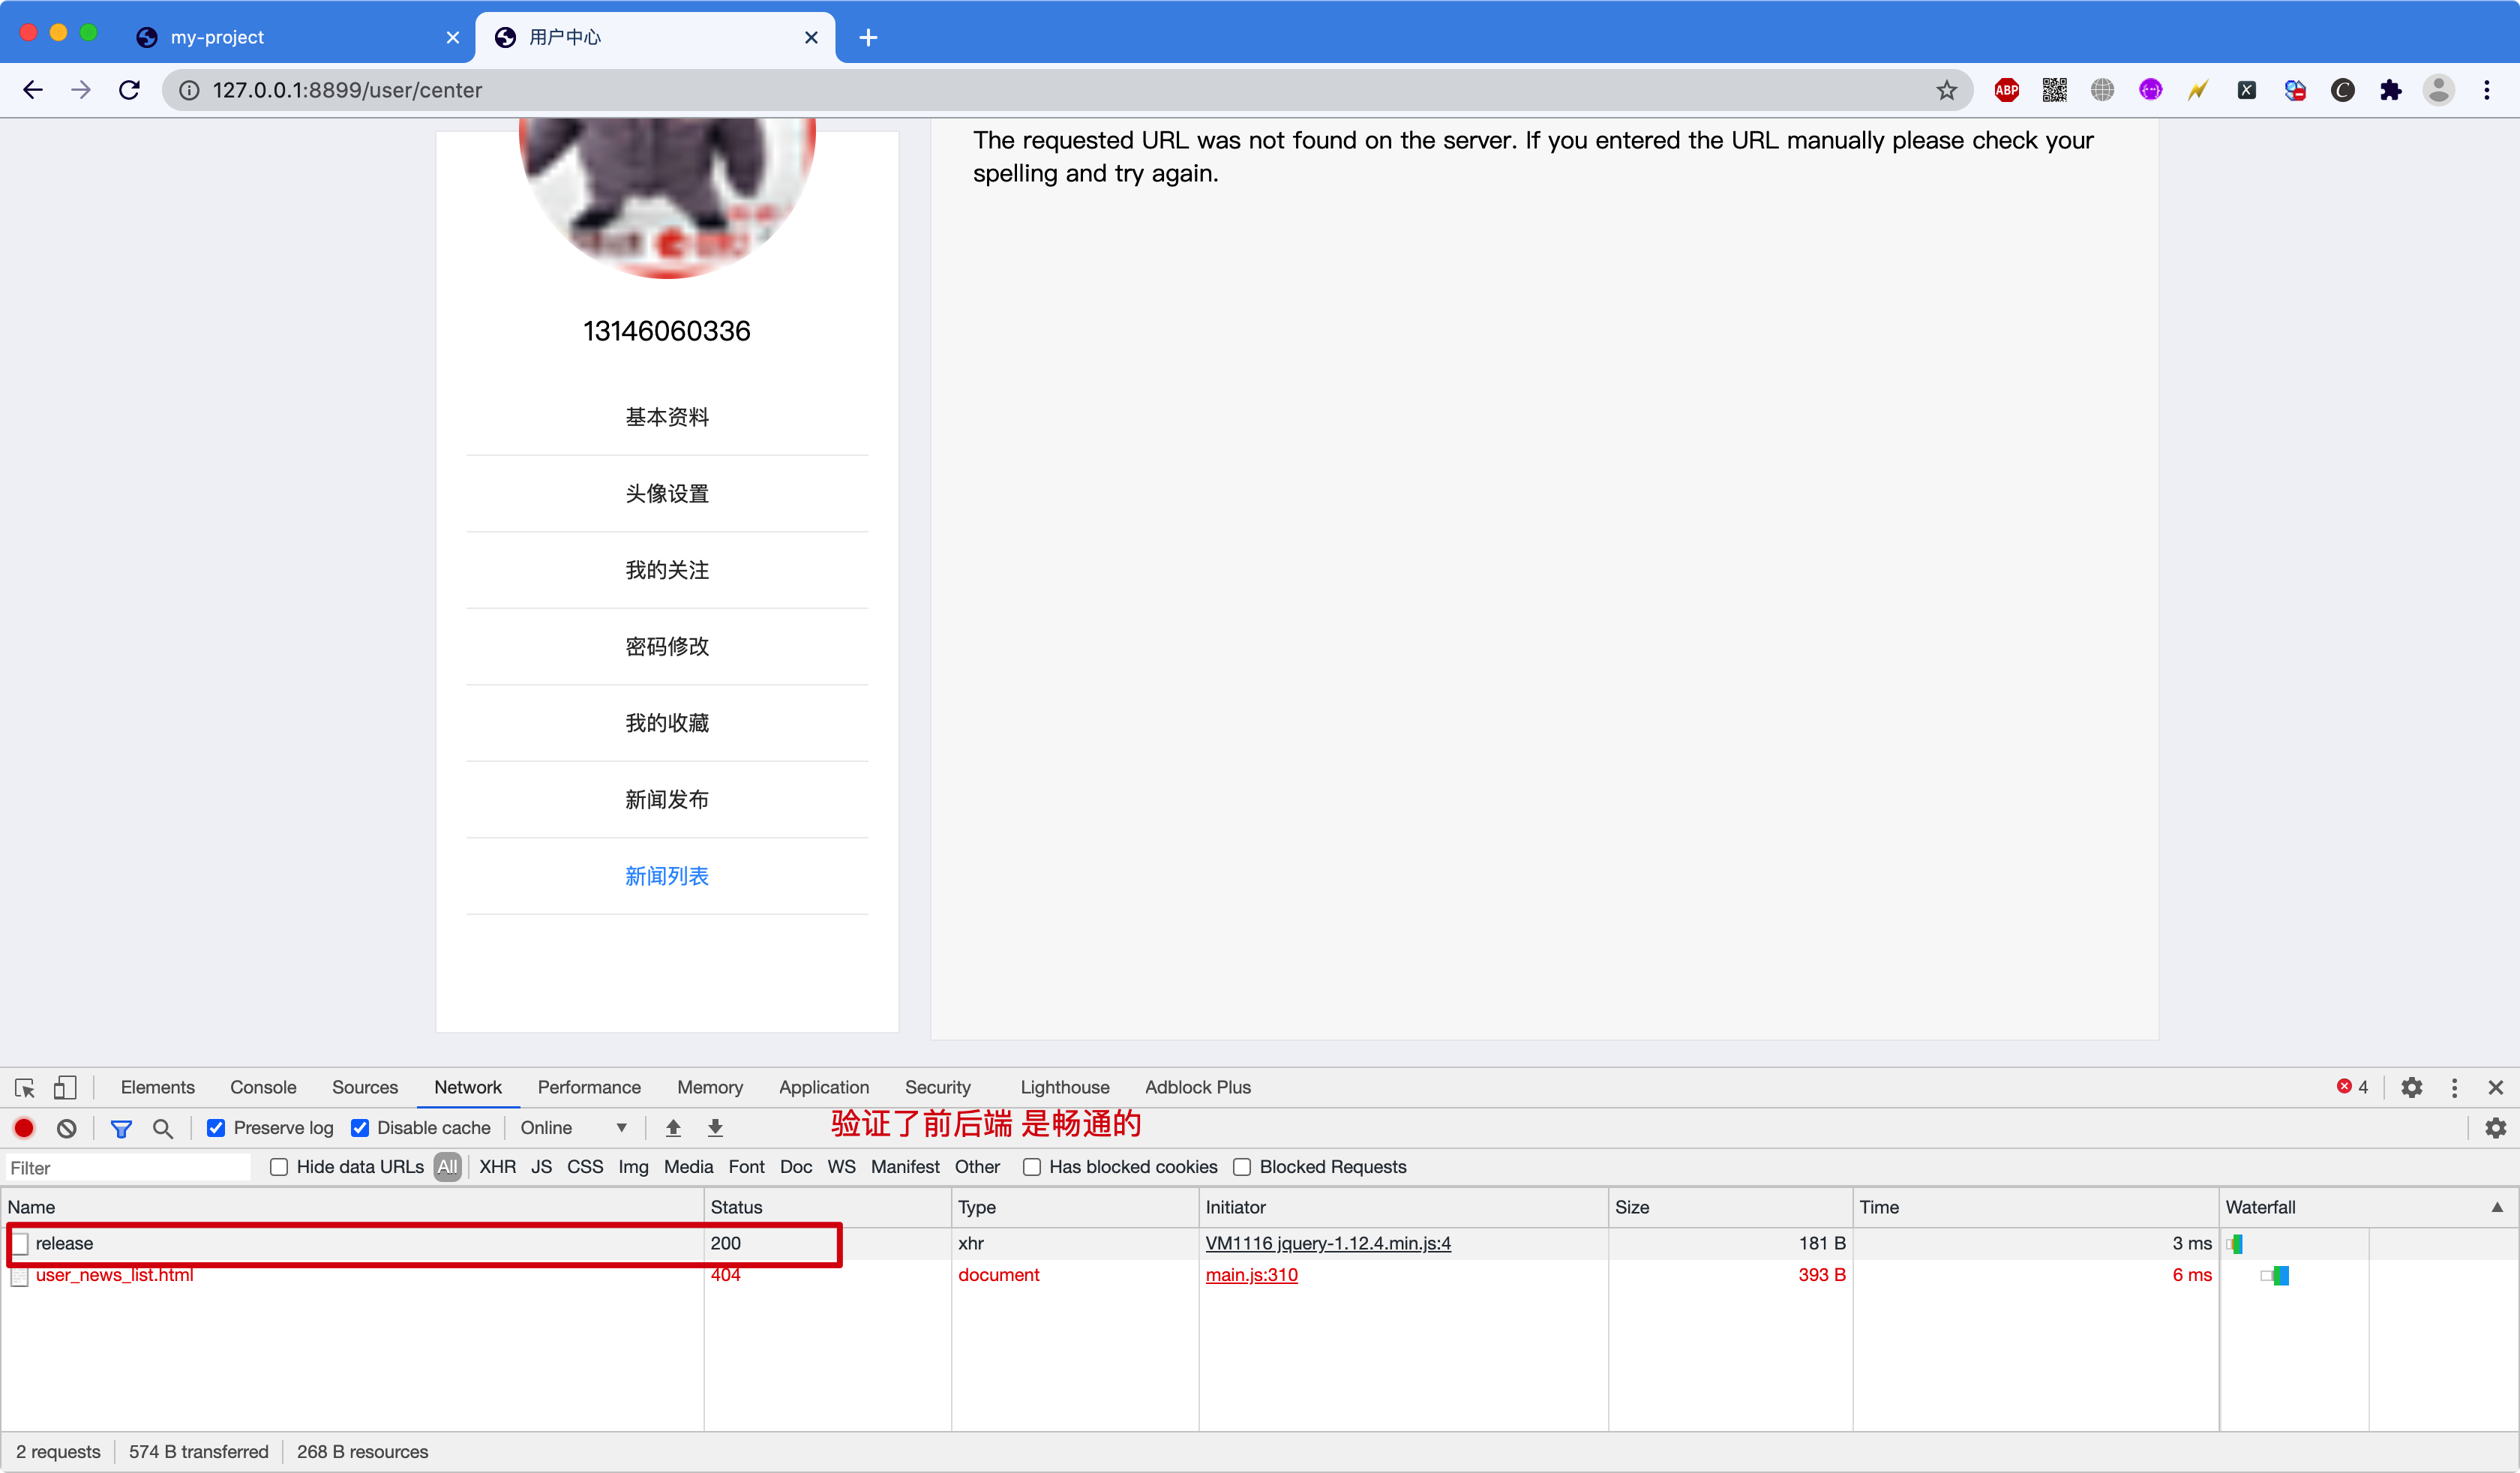 my-project
用户中心
127.0.0.1:8899/user/center
ABP
The requested URL was not found on the server. If you entered the URL manually please check your
spelling and try again.
13146060336
基本资料
头像设置
我的关注
密码修改
我的收藏
新闻发布
新闻列表
Elements Console Sources Network Performance Memory Application Security Lighthouse Adblock Plus 4
Preserve log Disable cache Online 验证了前后端 是畅通的
Filter Hide data URLs All XHR JS CSS Img Media Font Doc WS Manifest Other Has blocked cookies Blocked Requests
Name Status Type Initiator Size Time Waterfall
release 200 xhr VM1116 jquery-1.12.4.min.js:4 181 B 3 ms
user_news_list.html 404 document main.js:310 393 B 6 ms
2 requests 574 B transferred 268 B resources